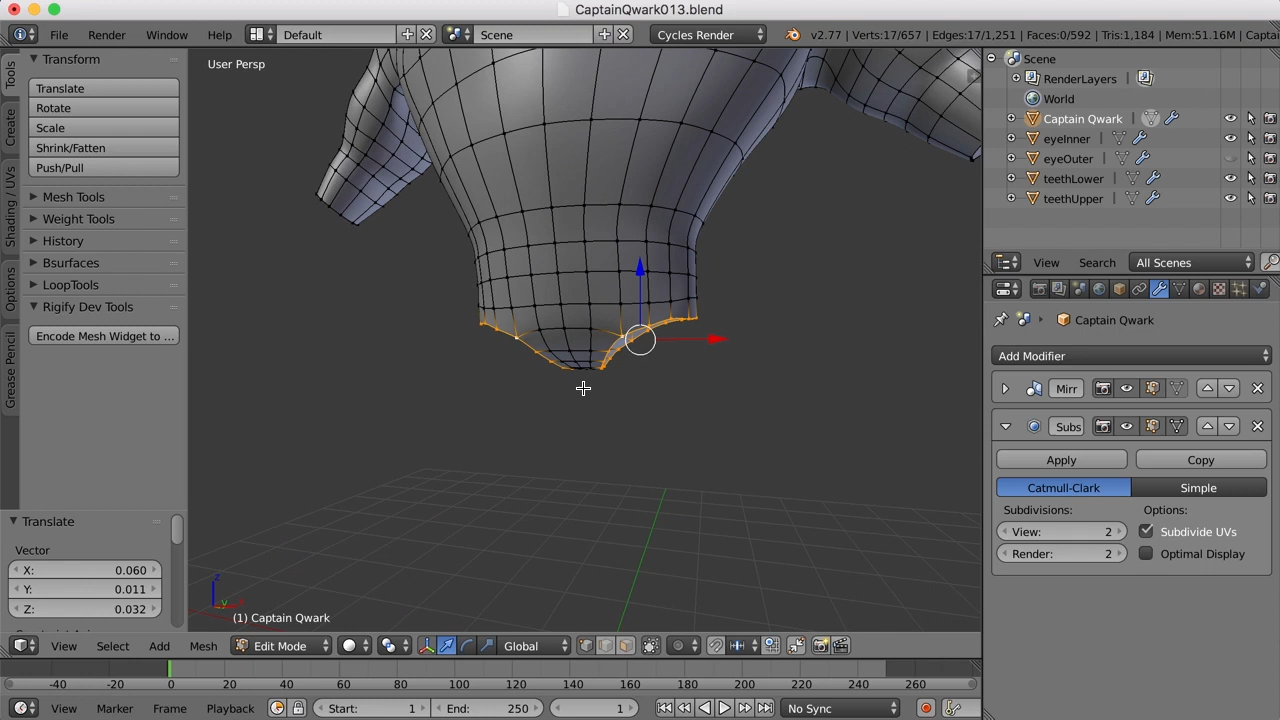 CaptainQwark013.blend
File Render Window Help Default Scene Cycles Render v2.77 | Verts:17/657 | Edges:17/1,251 | Faces:0/592 | Tris:1,184 | Mem:51.16M | Captai
Tools
Create
Shading / UVs
Options
Grease Pencil
Transform
Translate
Rotate
Scale
Shrink/Fatten
Push/Pull
Mesh Tools
Weight Tools
History
Bsurfaces
LoopTools
Rigify Dev Tools
Encode Mesh Widget to ...
Translate
Vector
X: 0.060
Y: 0.011
Z: 0.032
User Persp
z
x
y
(1) Captain Qwark
View Select Add Mesh Edit Mode Global
-40 -20 0 20 40 60 80 100 120 140 160 180 200 220 240 260
View Marker Frame Playback Start: 1 End: 250 1 No Sync
Scene
RenderLayers |
World
Captain Qwark |
eyeInner |
eyeOuter |
teethLower |
teethUpper |
View Search All Scenes
Captain Qwark
Add Modifier
Mirr
Subs
Apply Copy
Catmull-Clark Simple
Subdivisions: Options:
View: 2 Subdivide UVs
Render: 2 Optimal Display